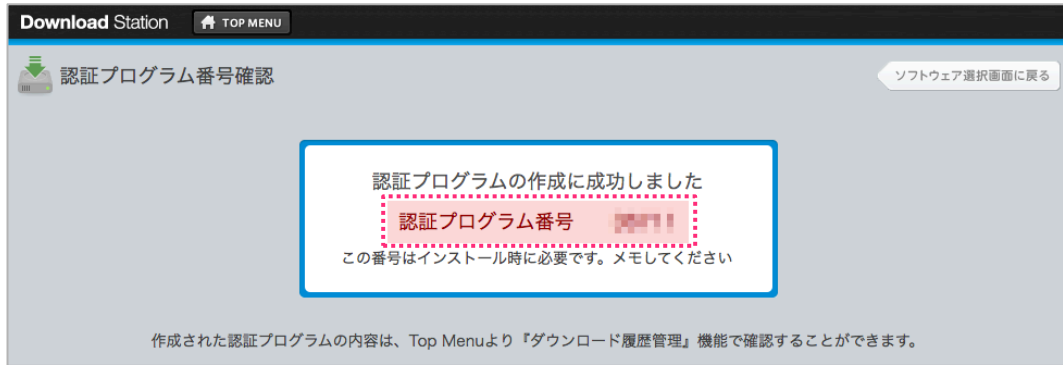 Download Station TOP MENU
認証プログラム番号確認
ソフトウェア選択画面に戻る
認証プログラムの作成に成功しました
認証プログラム番号
この番号はインストール時に必要です。メモしてください
作成された認証プログラムの内容は、Top Menuより『ダウンロード履歴管理』機能で確認することができます。